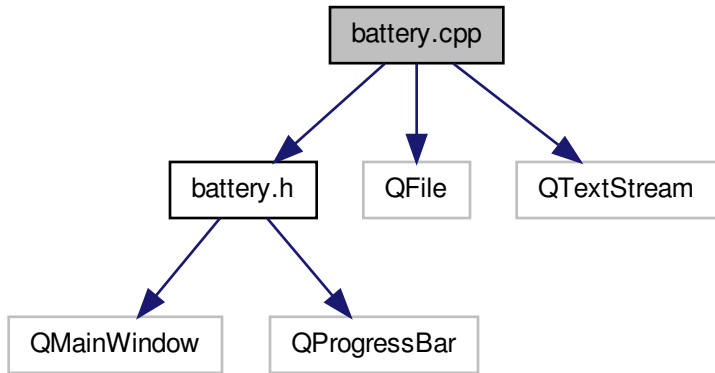 battery.cpp
battery.h
QFile
QTextStream
QMainWindow
QProgressBar